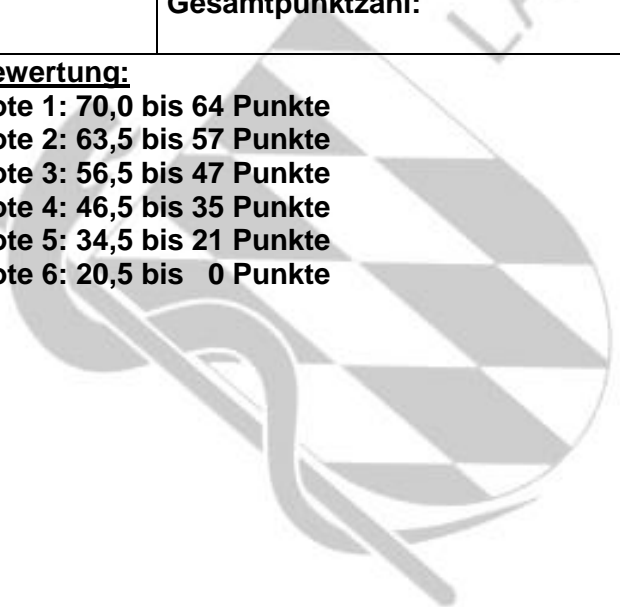 Gesamtpunktzahl:
ewertung:
ote 1: 70,0 bis 64 Punkte
ote 2: 63,5 bis 57 Punkte
ote 3: 56,5 bis 47 Punkte
ote 4: 46,5 bis 35 Punkte
ote 5: 34,5 bis 21 Punkte
ote 6: 20,5 bis   0 Punkte